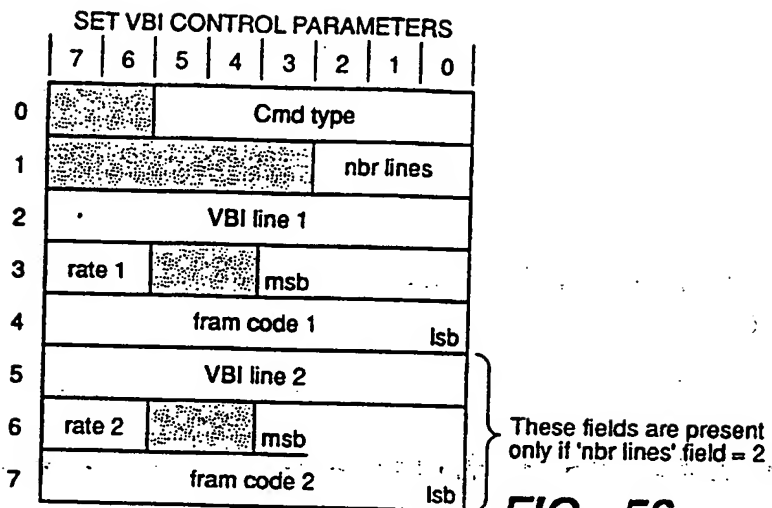 SET VBI CONTROL PARAMETERS
7 6 5 4 3 2 1 0
0 Cmd type
1 nbr lines
2 VBI line 1
3 rate 1 msb
4 fram code 1 lsb
5 VBI line 2
6 rate 2 msb
7 fram code 2 lsb
These fields are present
only if 'nbr lines' field = 2